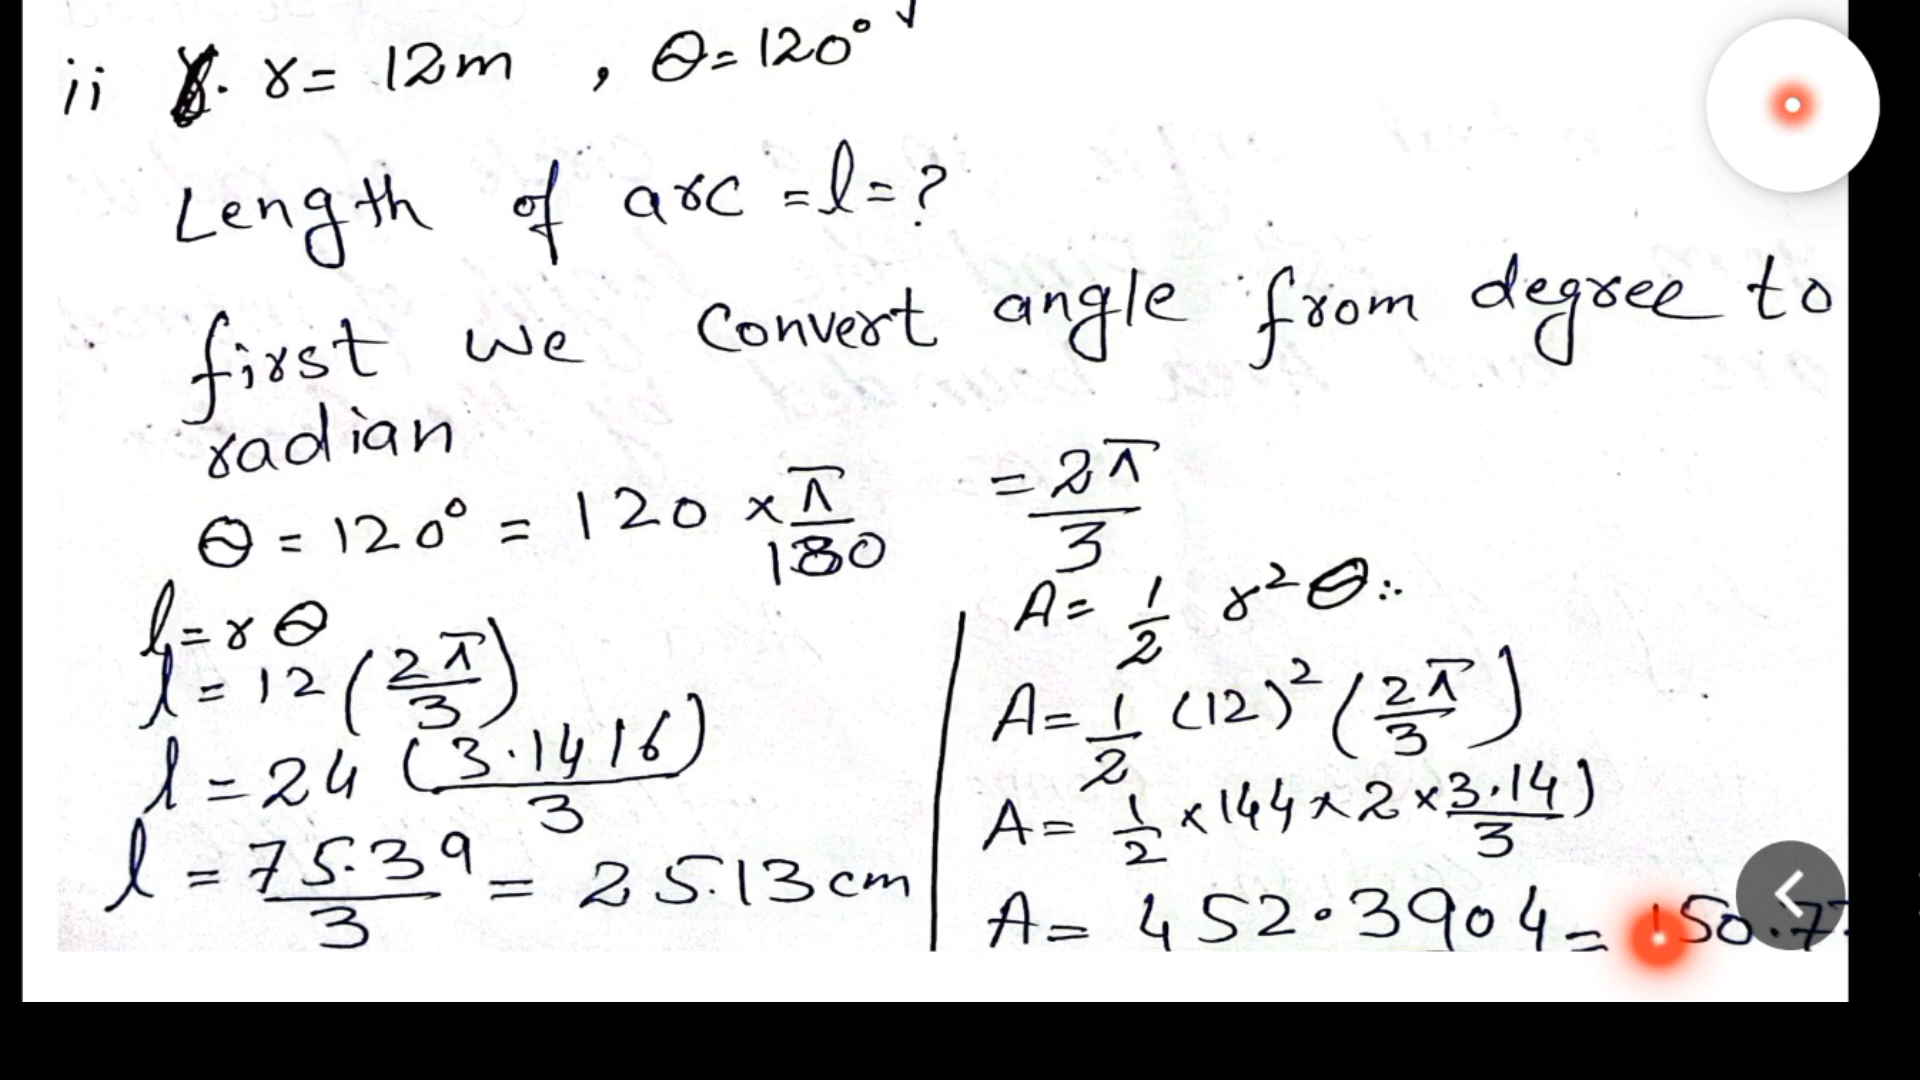 ii r = 12m , θ = 120°
Length of arc = l = ?
first we Convert angle from degree to
radian
θ = 120° = 120 × π/180 = 2π/3
l = rθ
l = 12 (2π/3)
l = 24 (3.1416)/3
l = 75.39/3 = 25.13 cm
A = 1/2 r²θ
A = 1/2 (12)² (2π/3)
A = 1/2 × 144 × 2 × 3.14/3)
A = 452.3904 =